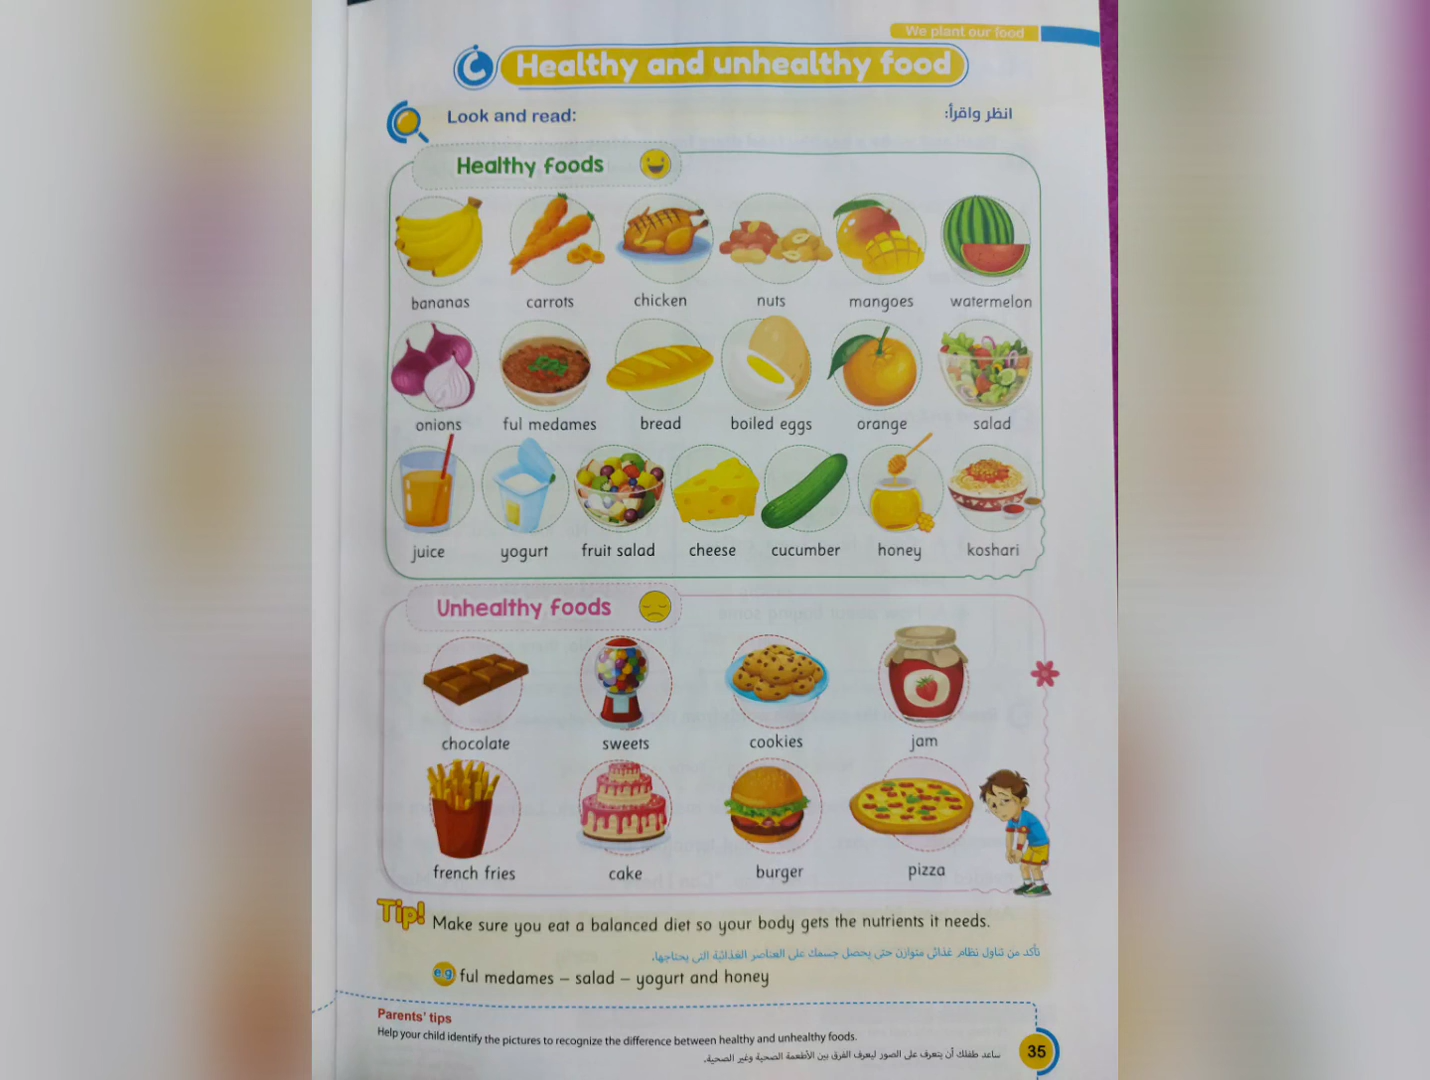 We plant our food
Healthy and unhealthy food
Look and read:
انظر واقرأ:
Healthy foods
bananas carrots chicken nuts mangoes watermelon
onions ful medames bread boiled eggs orange salad
juice yogurt fruit salad cheese cucumber honey koshari
Unhealthy foods
chocolate sweets cookies jam
french fries cake burger pizza
Tip! Make sure you eat a balanced diet so your body gets the nutrients it needs.
تأكد من تناول نظام غذائى متوازن حتى يحصل جسمك على العناصر الغذائية التى يحتاجها.
e g ful medames – salad – yogurt and honey
Parents' tips
Help your child identify the pictures to recognize the difference between healthy and unhealthy foods.
ساعد طفلك أن يتعرف على الصور ليعرف الفرق بين الأطعمة الصحية وغير الصحية.
35